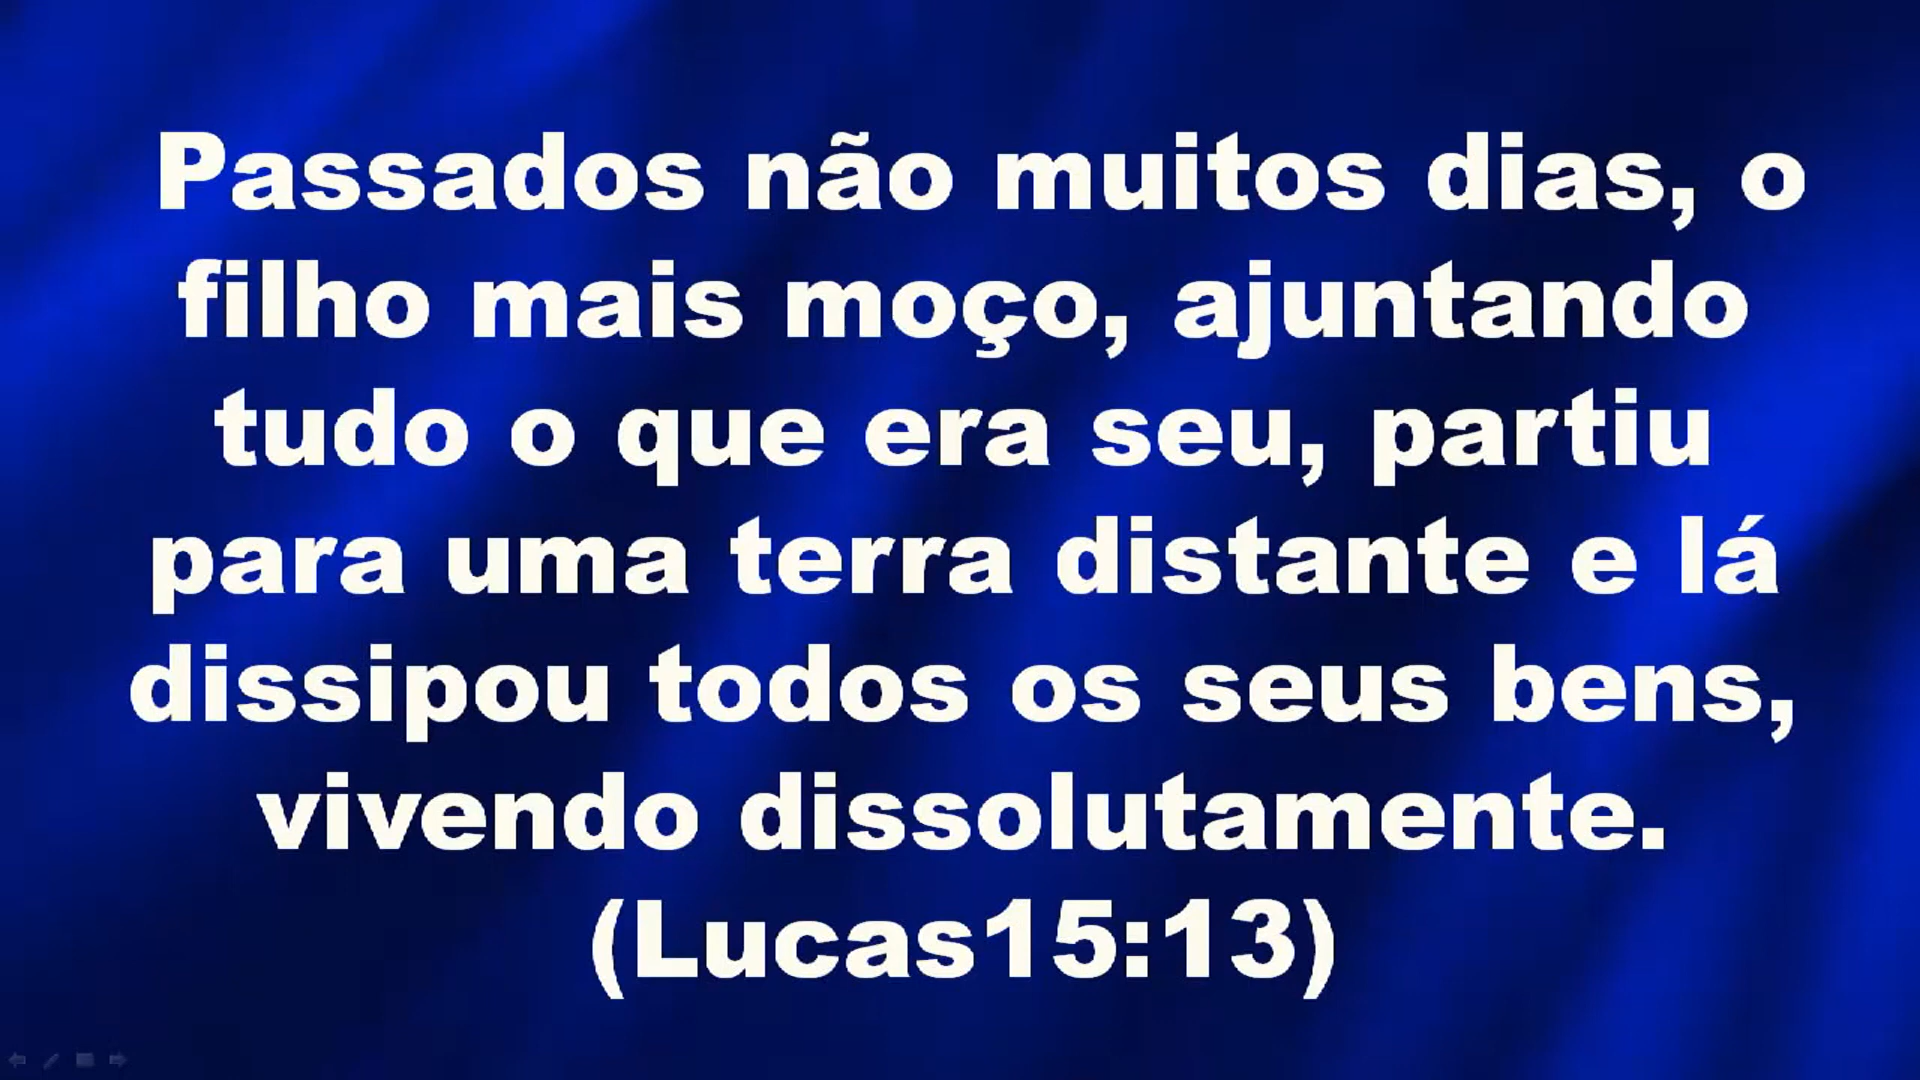 Passados não muitos dias, o
filho mais moço, ajuntando
tudo o que era seu, partiu
para uma terra distante e lá
dissipou todos os seus bens,
vivendo dissolutamente.
(Lucas15:13)